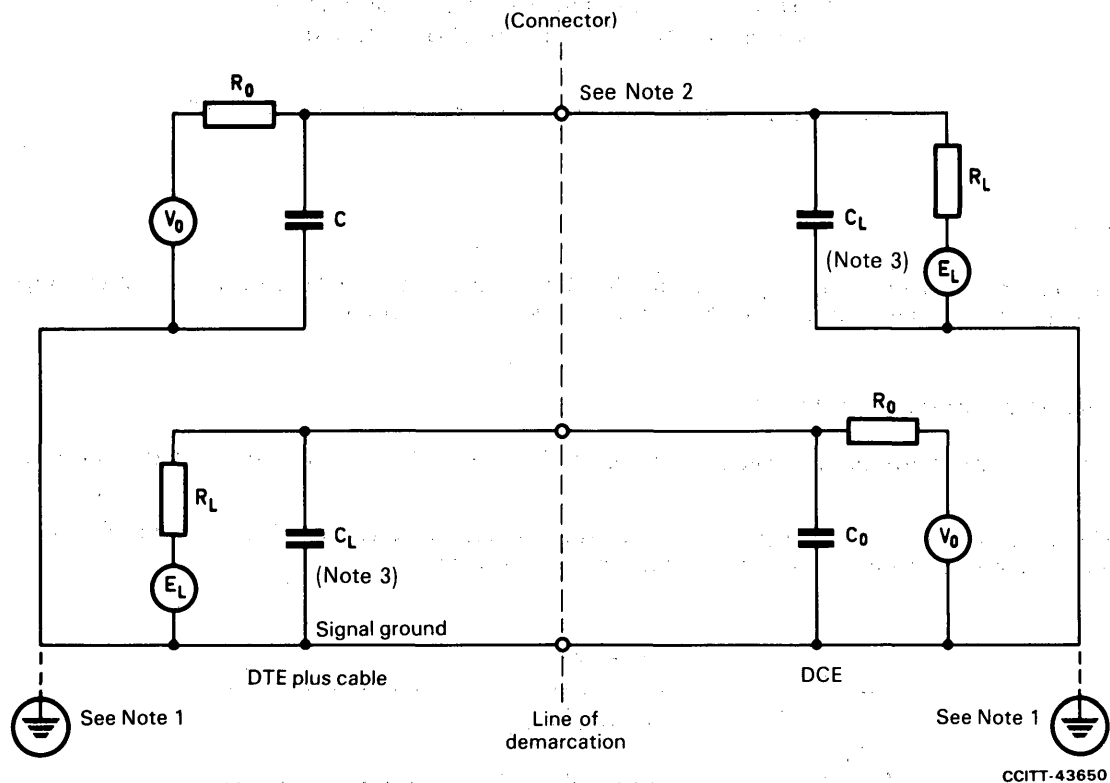 (Connector)
R0
See Note 2
RL
V0
C
CL
(Note 3)
EL
R0
RL
CL
C0
V0
(Note 3)
EL
Signal ground
DTE plus cable
DCE
See Note 1
Line of
demarcation
See Note 1
CCITT-43650